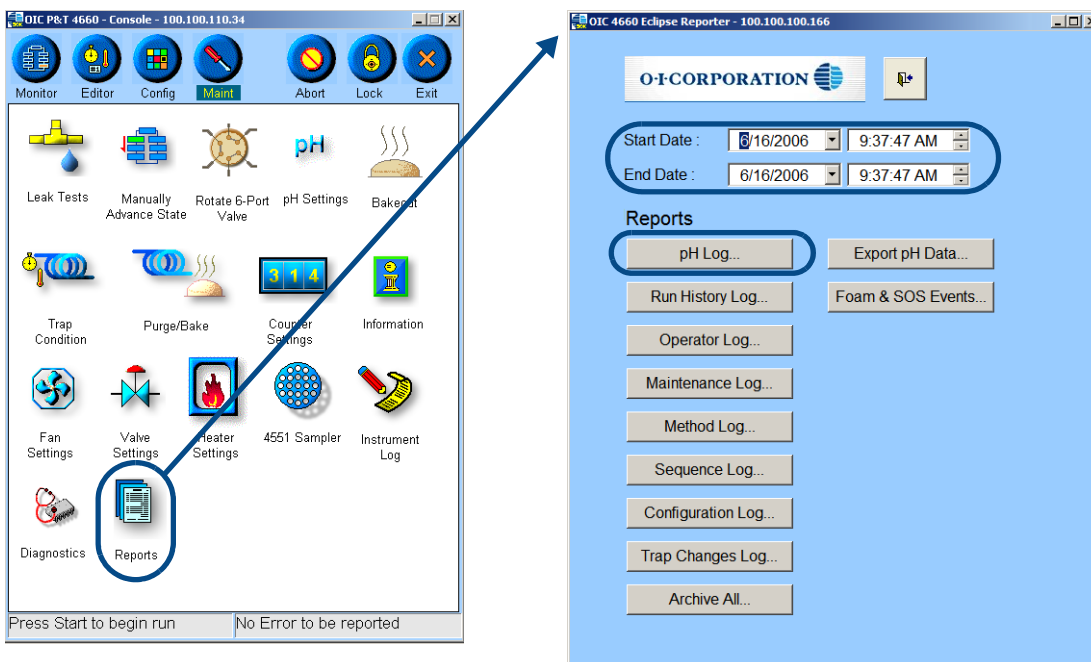 OIC P&T 4660 - Console - 100.100.110.34
Monitor Editor Config Maint Abort Lock Exit
Leak Tests
Manually Advance State
Rotate 6-Port Valve
pH
pH Settings
Bakeout
Trap Condition
Purge/Bake
3 1 4
Counter Settings
Information
Fan Settings
Valve Settings
Heater Settings
4551 Sampler
Instrument Log
Diagnostics
Reports
Press Start to begin run
No Error to be reported
OIC 4660 Eclipse Reporter - 100.100.100.166
O·I·CORPORATION
Start Date : 6/16/2006 9:37:47 AM
End Date : 6/16/2006 9:37:47 AM
Reports
pH Log... Export pH Data...
Run History Log... Foam & SOS Events...
Operator Log...
Maintenance Log...
Method Log...
Sequence Log...
Configuration Log...
Trap Changes Log...
Archive All...